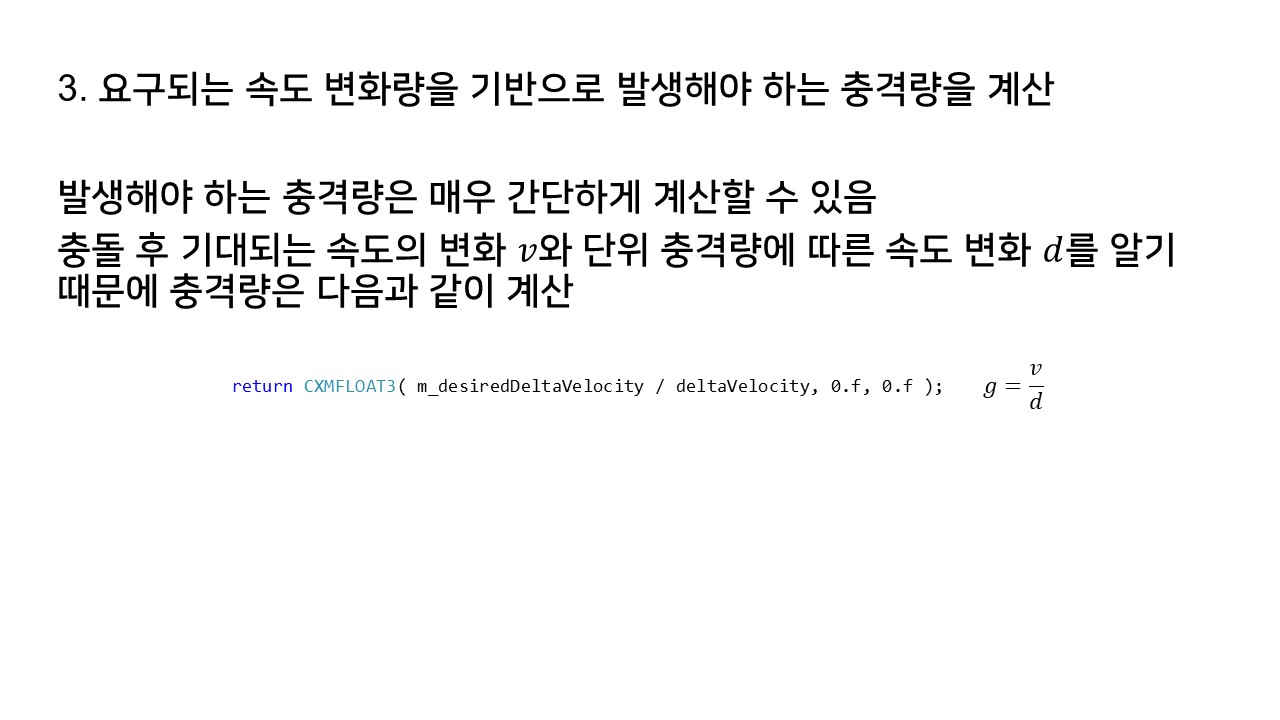 3. 요구되는 속도 변화량을 기반으로 발생해야 하는 충격량을 계산
발생해야 하는 충격량은 매우 간단하게 계산할 수 있음
충돌 후 기대되는 속도의 변화 𝑣와 단위 충격량에 따른 속도 변화 𝑑를 알기
때문에 충격량은 다음과 같이 계산
return CXMFLOAT3( m_desiredDeltaVelocity / deltaVelocity, 0.f, 0.f ); 𝑔 = 𝑣/𝑑